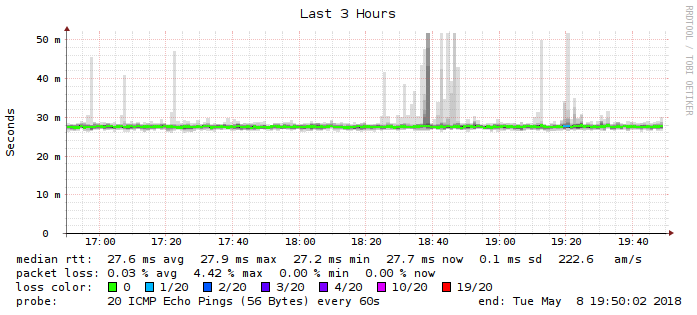 Last 3 Hours
RRDTOOL / TOBI OETIKER
Seconds
50 m
40 m
30 m
20 m
10 m
0
17:00 17:20 17:40 18:00 18:20 18:40 19:00 19:20 19:40
median rtt: 27.6 ms avg 27.9 ms max 27.2 ms min 27.7 ms now 0.1 ms sd 222.6 am/s
packet loss: 0.03 % avg 4.42 % max 0.00 % min 0.00 % now
loss color: 0 1/20 2/20 3/20 4/20 10/20 19/20
probe: 20 ICMP Echo Pings (56 Bytes) every 60s end: Tue May 8 19:50:02 2018